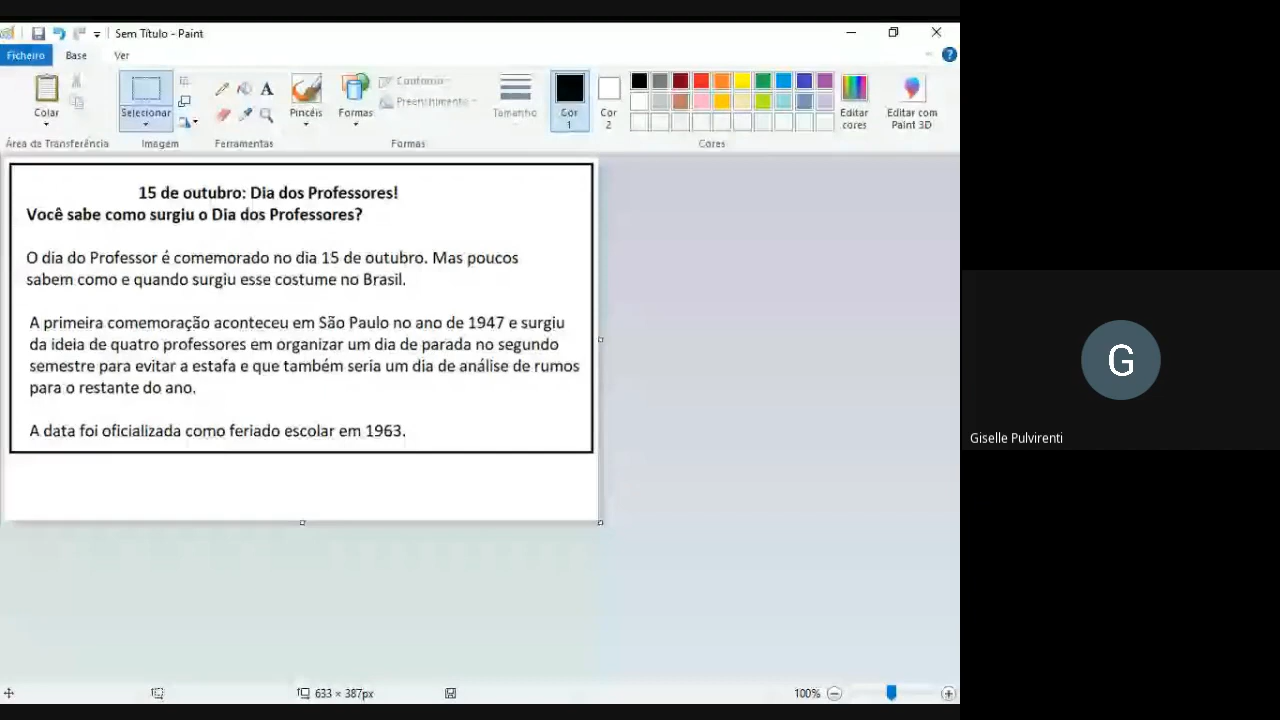 Sem Título - Paint
Ficheiro Base Ver
Colar
Selecionar
Pincéis
Formas
Contorno
Preenchimento
Tamanho
Cor 1
Cor 2
Editar cores
Editar com Paint 3D
Área de Transferência
Imagem
Ferramentas
Formas
Cores
15 de outubro: Dia dos Professores!
Você sabe como surgiu o Dia dos Professores?
O dia do Professor é comemorado no dia 15 de outubro. Mas poucos
sabem como e quando surgiu esse costume no Brasil.
A primeira comemoração aconteceu em São Paulo no ano de 1947 e surgiu
da ideia de quatro professores em organizar um dia de parada no segundo
semestre para evitar a estafa e que também seria um dia de análise de rumos
para o restante do ano.
A data foi oficializada como feriado escolar em 1963.
G
Giselle Pulvirenti
633 × 387px
100%